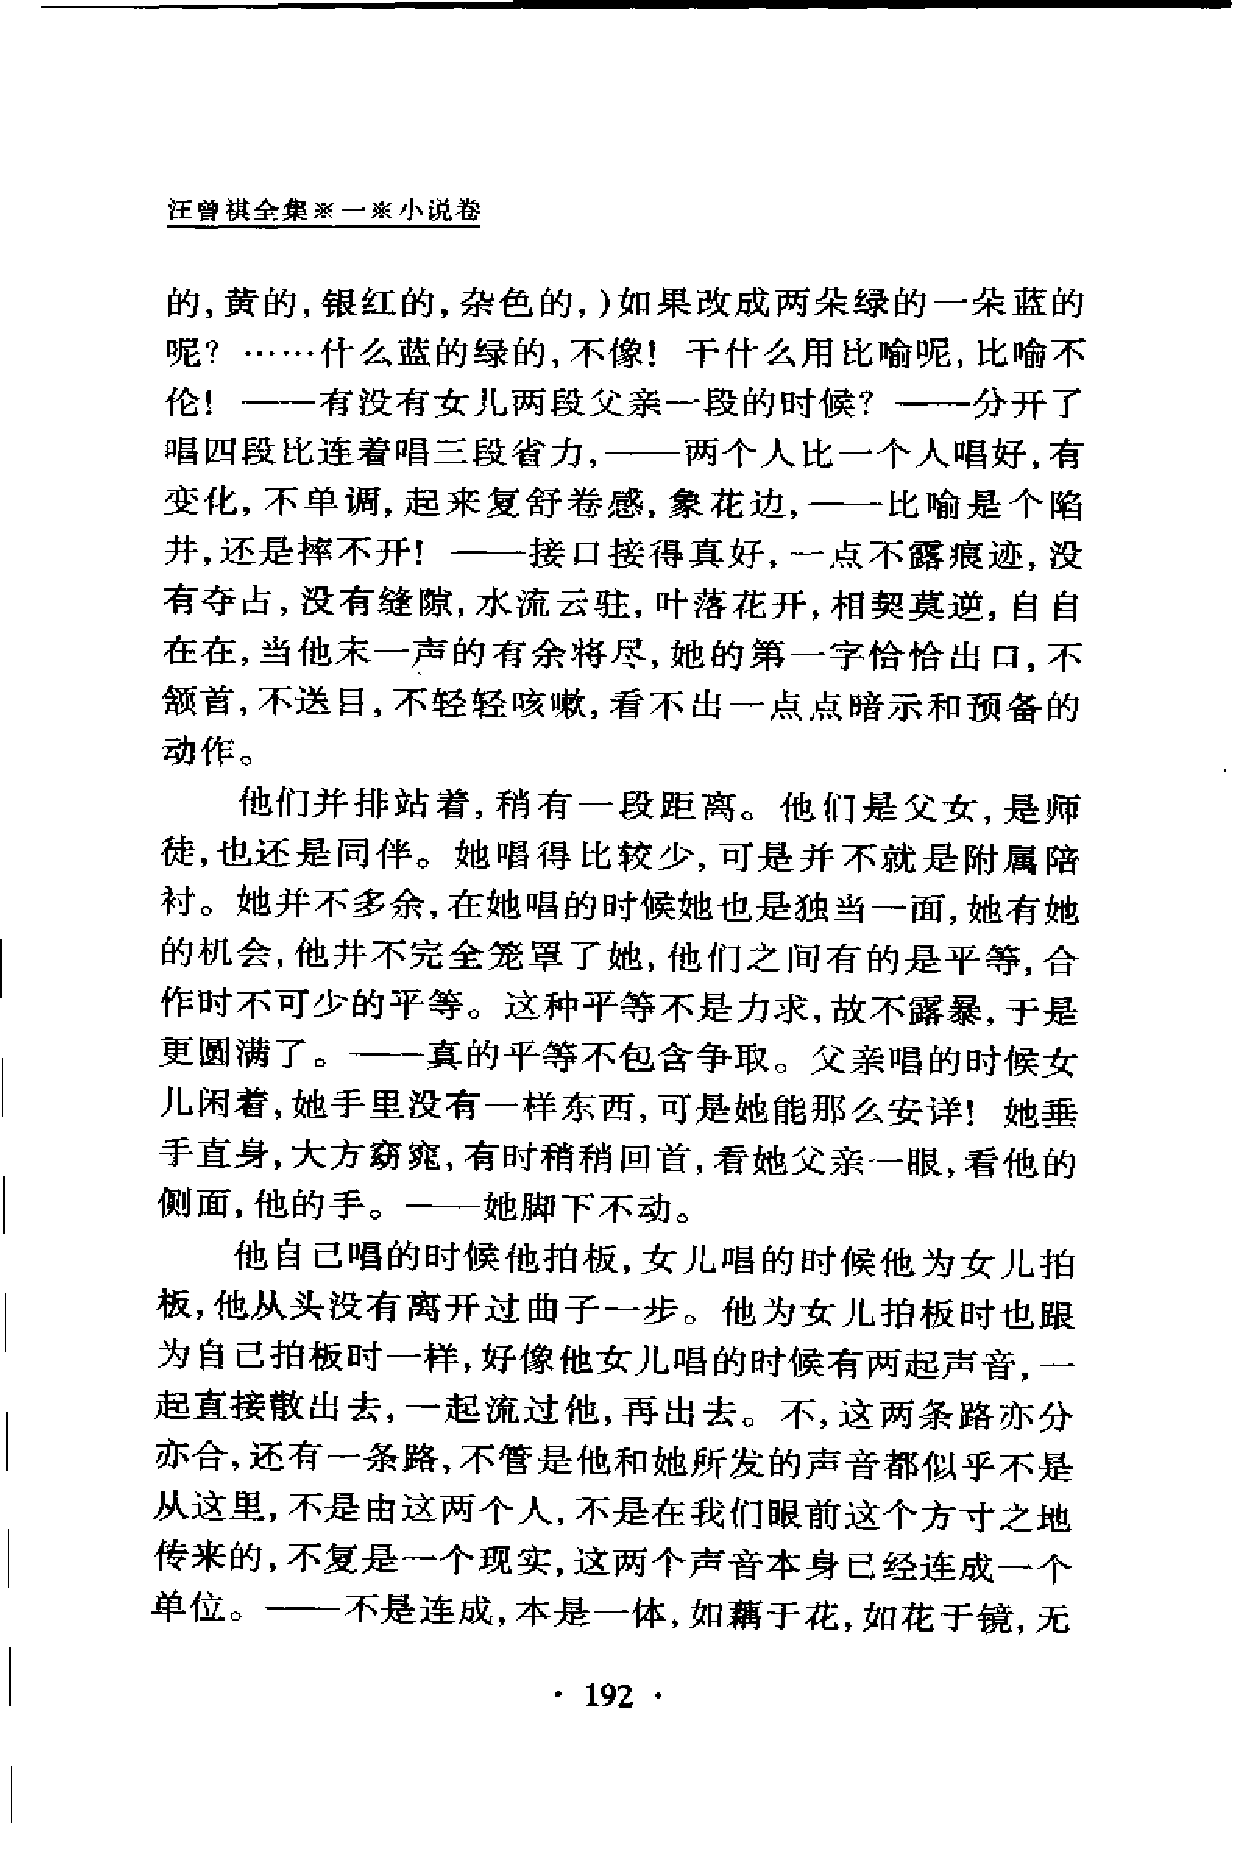 汪曾祺全集※一※小说卷
的,黄的,银红的,杂色的,)如果改成两朵绿的一朵蓝的
呢? ……什么蓝的绿的,不像! 干什么用比喻呢,比喻不
伦! ——有没有女儿两段父亲一段的时候? ——分开了
唱四段比连着唱三段省力,——两个人比一个人唱好,有
变化,不单调,起来复舒卷感,象花边,——比喻是个陷
井,还是摔不开! ——接口接得真好,一点不露痕迹,没
有夺占,没有缝隙,水流云驻,叶落花开,相契莫逆,自自
在在,当他末一声的有余将尽,她的第一字恰恰出口,不
颔首,不送目,不轻轻咳嗽,看不出一点点暗示和预备的
动作。
他们并排站着,稍有一段距离。他们是父女,是师
徒,也还是同伴。她唱得比较少,可是并不就是附属陪
衬。她并不多余,在她唱的时候她也是独当一面,她有她
的机会,他并不完全笼罩了她,他们之间有的是平等,合
作时不可少的平等。这种平等不是力求,故不露暴,于是
更圆满了。——真的平等不包含争取。父亲唱的时候女
儿闲着,她手里没有一样东西,可是她能那么安详! 她垂
手直身,大方窈窕,有时稍稍回首,看她父亲一眼,看他的
侧面,他的手。——她脚下不动。
他自己唱的时候他拍板,女儿唱的时候他为女儿拍
板,他从头没有离开过曲子一步。他为女儿拍板时也跟
为自己拍板时一样,好像他女儿唱的时候有两起声音,一
起直接散出去,一起流过他,再出去。不,这两条路亦分
亦合,还有一条路,不管是他和她所发的声音都似乎不是
从这里,不是由这两个人,不是在我们眼前这个方寸之地
传来的,不复是一个现实,这两个声音本身已经连成一个
单位。——不是连成,本是一体,如藕于花,如花于镜,无
· 192 ·